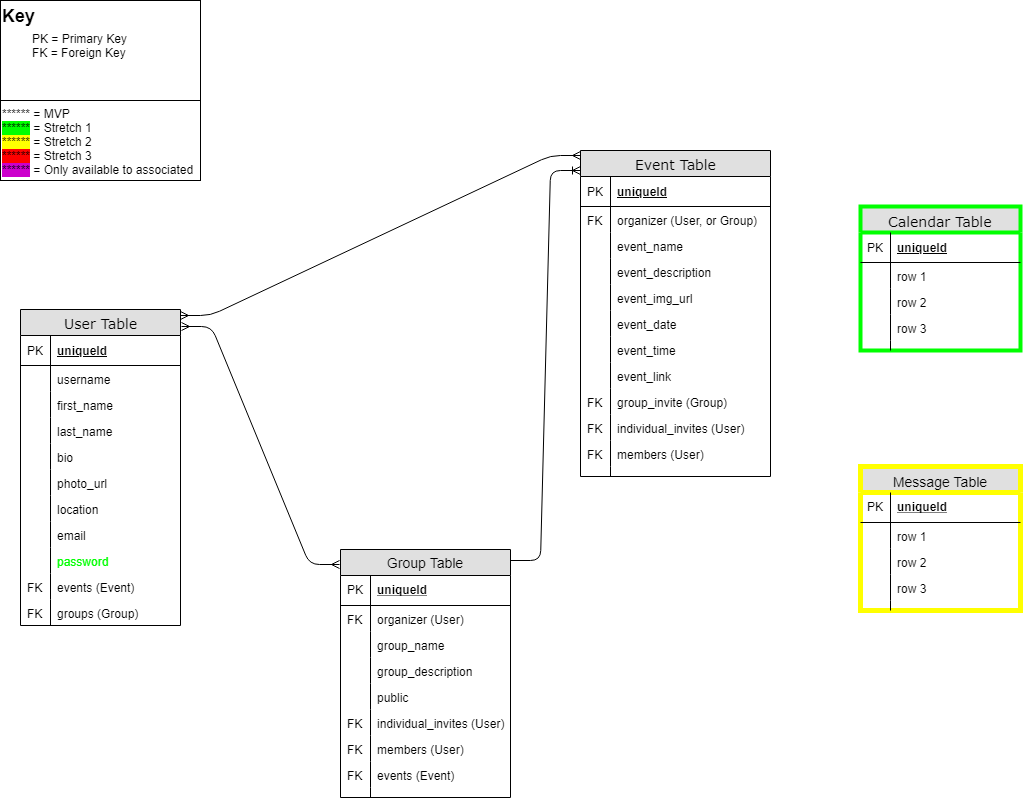 Key
PK = Primary Key
FK = Foreign Key
****** = MVP
****** = Stretch 1
****** = Stretch 2
****** = Stretch 3
****** = Only available to associated
User Table
PK uniqueId
username
first_name
last_name
bio
photo_url
location
email
password
FK events (Event)
FK groups (Group)
Group Table
PK uniqueId
FK organizer (User)
group_name
group_description
public
FK individual_invites (User)
FK members (User)
FK events (Event)
Event Table
PK uniqueId
FK organizer (User, or Group)
event_name
event_description
event_img_url
event_date
event_time
event_link
FK group_invite (Group)
FK individual_invites (User)
FK members (User)
Calendar Table
PK uniqueId
row 1
row 2
row 3
Message Table
PK uniqueId
row 1
row 2
row 3